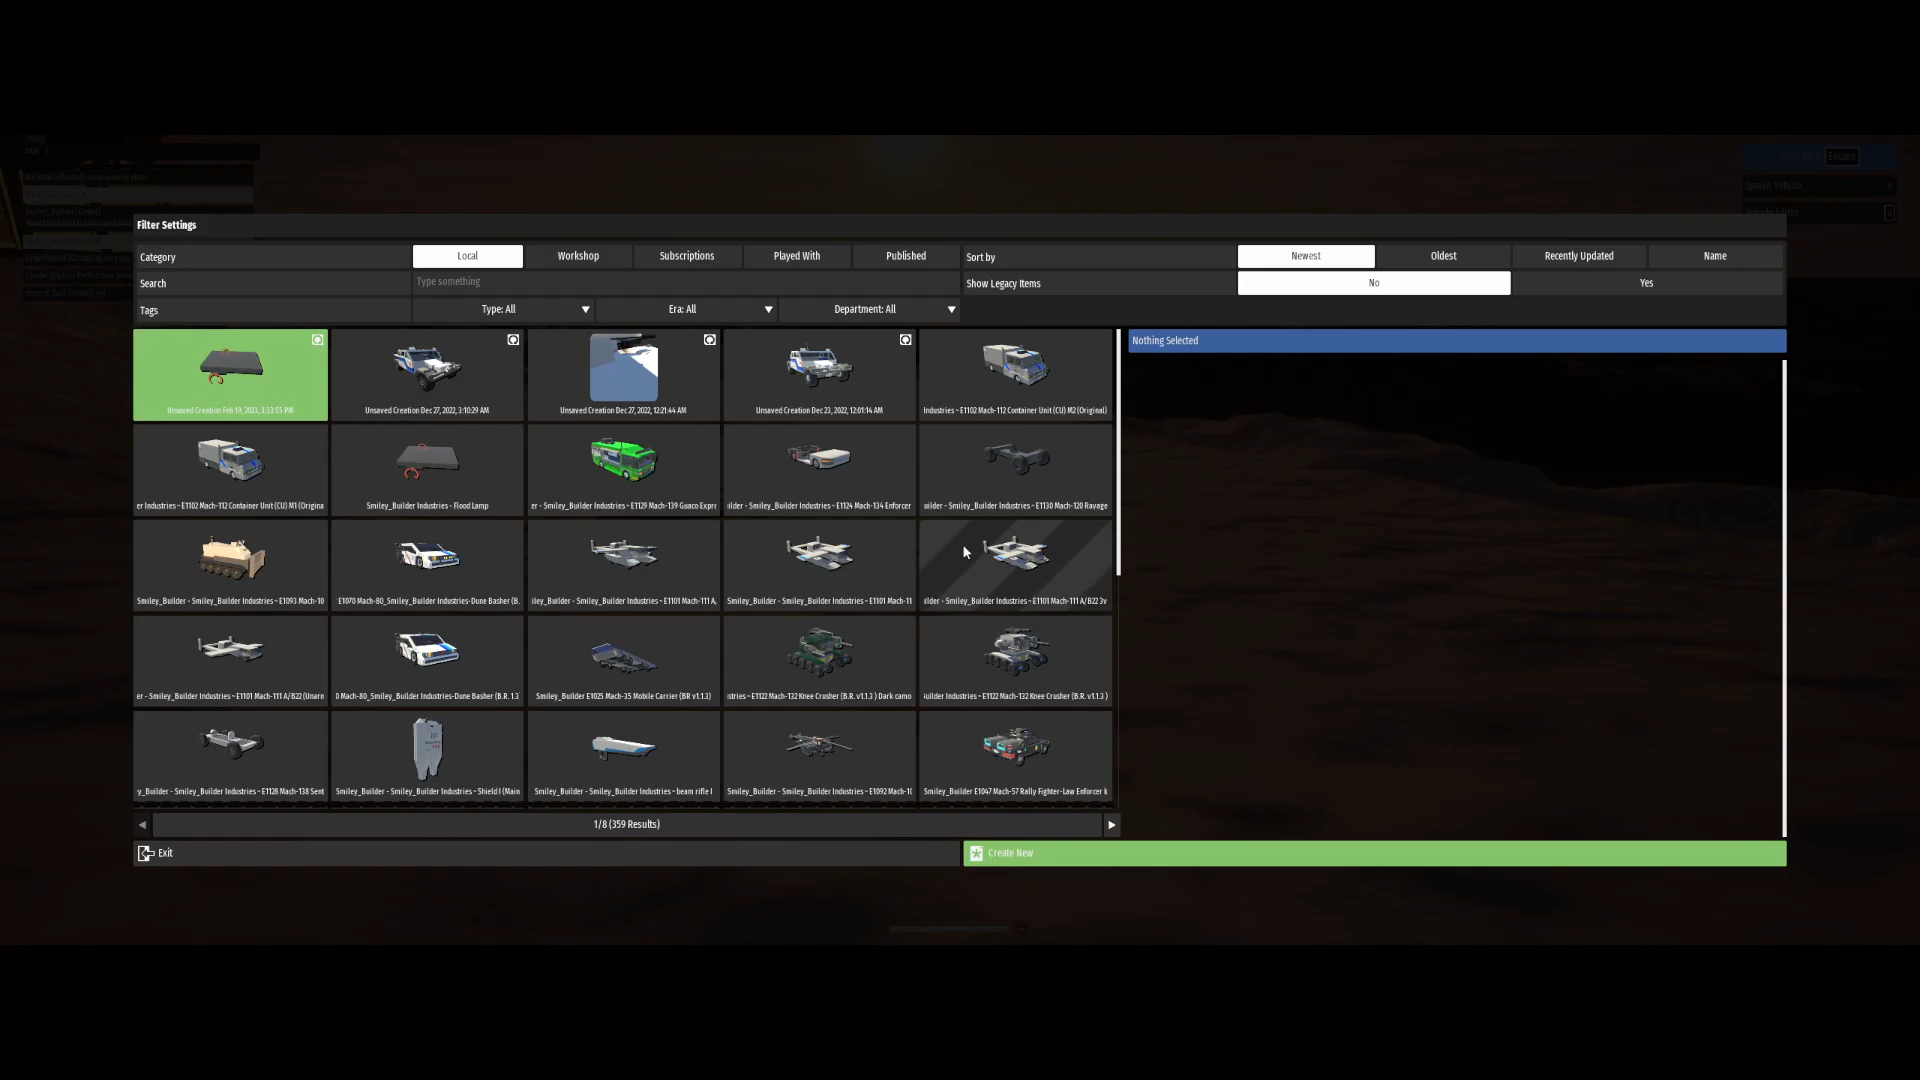 Escape
Spawn Vehicle
Filter Settings
Category
Local
Workshop
Subscriptions
Played With
Published
Sort by
Newest
Oldest
Recently Updated
Name
Search
Type something
Show Legacy Items
No
Yes
Tags
Type: All
Era: All
Department: All
Nothing Selected
Unsaved Creation Feb 19, 2023, 3:33:55 PM
Unsaved Creation Dec 27, 2022, 3:10:29 AM
Unsaved Creation Dec 27, 2022, 12:21:44 AM
Unsaved Creation Dec 23, 2022, 12:01:14 AM
Industries ~ E1102 Mach-112 Container Unit (CU) M2 (Original)
er Industries ~ E1102 Mach-112 Container Unit (CU) M1 (Origina
Smiley_Builder Industries - Flood Lamp
er - Smiley_Builder Industries ~ E1129 Mach-139 Guaco Expre
uilder - Smiley_Builder Industries ~ E1124 Mach-134 Enforcer
uilder - Smiley_Builder Industries ~ E1130 Mach-120 Ravage
Smiley_Builder - Smiley_Builder Industries ~ E1093 Mach-10
E1070 Mach-80_Smiley_Builder Industries-Dune Basher (B.
iley_Builder - Smiley_Builder Industries ~ E1101 Mach-111 A
Smiley_Builder - Smiley_Builder Industries ~ E1101 Mach-11
ilder - Smiley_Builder Industries ~ E1101 Mach-111 A/B22 3v
er - Smiley_Builder Industries ~ E1101 Mach-111 A/B22 (Unarn
0 Mach-80_Smiley_Builder Industries-Dune Basher (B.R. 1.3
Smiley_Builder E1025 Mach-35 Mobile Carrier (BR v1.1.3)
stries ~ E1122 Mach-132 Knee Crusher (B.R. v1.1.3 ) Dark camo
uilder Industries ~ E1122 Mach-132 Knee Crusher (B.R. v1.1.3 )
y_Builder - Smiley_Builder Industries ~ E1128 Mach-138 Sent
Smiley_Builder - Smiley_Builder Industries ~ Shield I (Main
Smiley_Builder - Smiley_Builder Industries ~ beam rifle I
Smiley_Builder - Smiley_Builder Industries ~ E1092 Mach-10
Smiley_Builder E1047 Mach-57 Rally Fighter-Law Enforcer k
1/8 (359 Results)
Exit
Create New